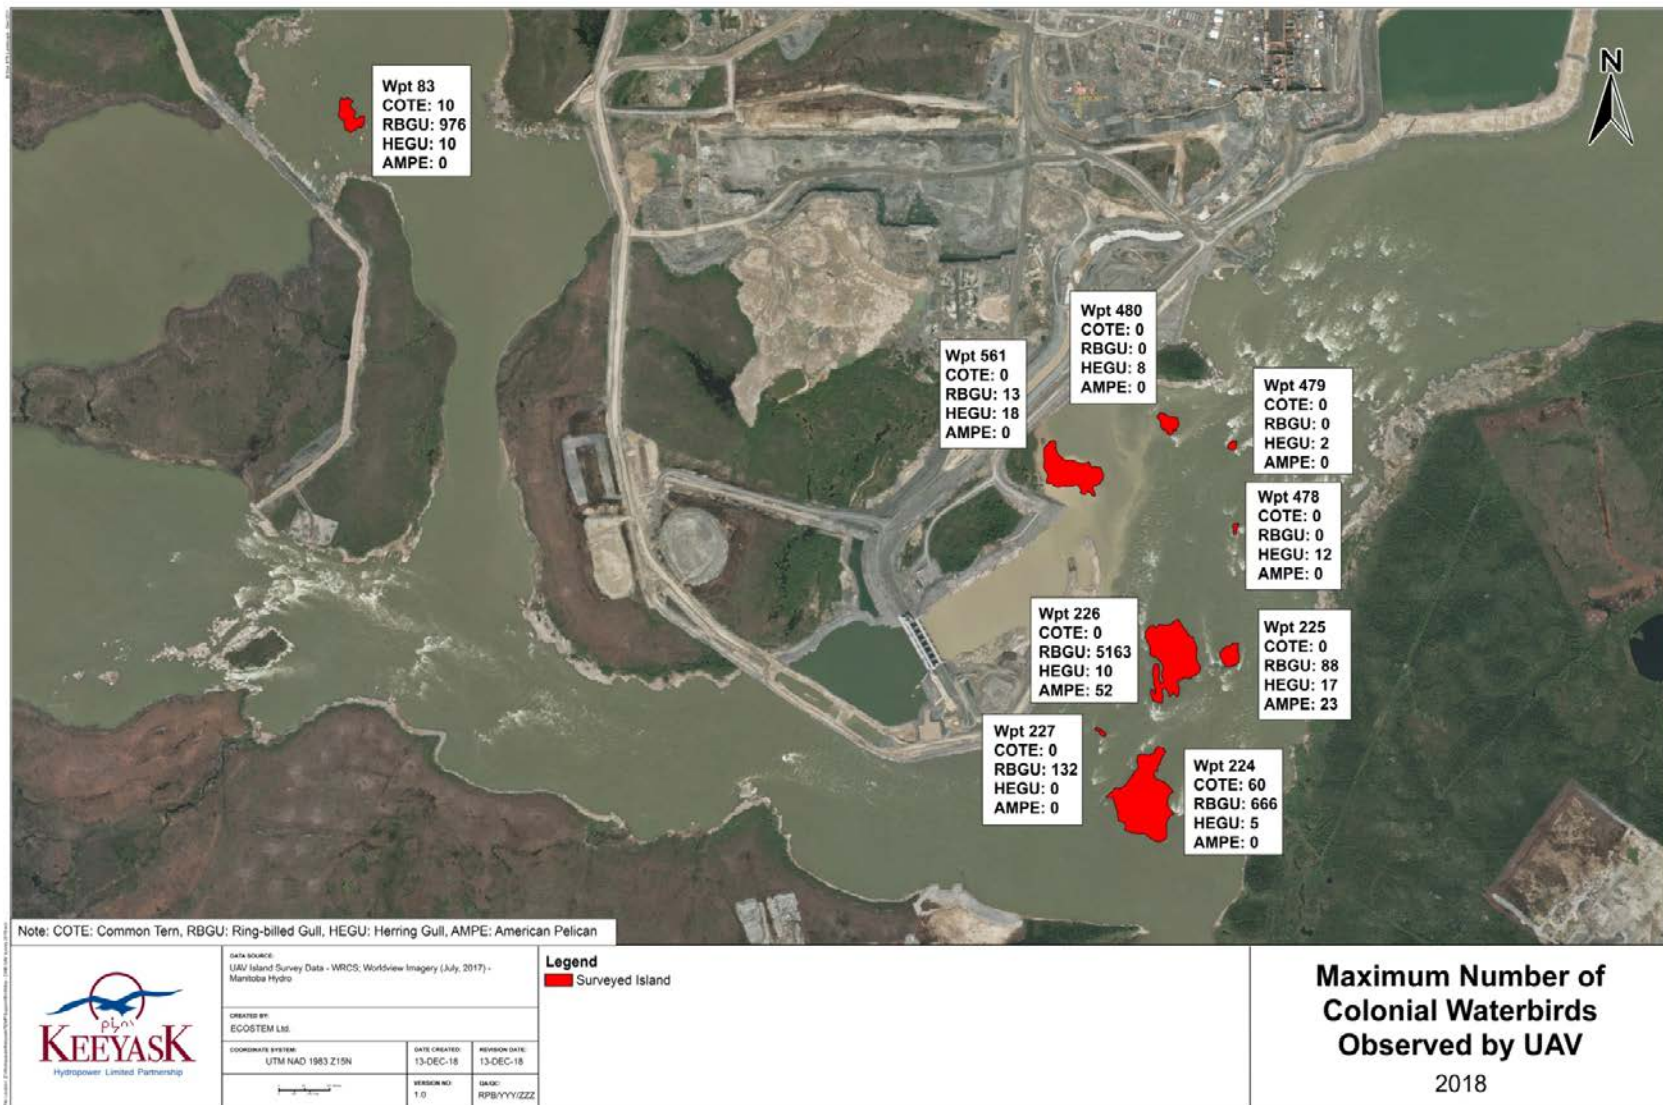 Wpt 83
COTE: 10
RBGU: 976
HEGU: 10
AMPE: 0
N
Wpt 480
COTE: 0
RBGU: 0
HEGU: 8
AMPE: 0
Wpt 561
COTE: 0
RBGU: 13
HEGU: 18
AMPE: 0
Wpt 479
COTE: 0
RBGU: 0
HEGU: 2
AMPE: 0
Wpt 478
COTE: 0
RBGU: 0
HEGU: 12
AMPE: 0
Wpt 226
COTE: 0
RBGU: 5163
HEGU: 10
AMPE: 52
Wpt 225
COTE: 0
RBGU: 88
HEGU: 17
AMPE: 23
Wpt 227
COTE: 0
RBGU: 132
HEGU: 0
AMPE: 0
Wpt 224
COTE: 60
RBGU: 666
HEGU: 5
AMPE: 0
Note: COTE: Common Tern, RBGU: Ring-billed Gull, HEGU: Herring Gull, AMPE: American Pelican
KEEYASK
Hydropower Limited Partnership
DATA SOURCE:
UAV Island Survey Data - WRCS; Worldview Imagery (July, 2017) -
Manitoba Hydro
CREATED BY:
ECOSTEM Ltd.
COORDINATE SYSTEM:
UTM NAD 1983 Z15N
DATE CREATED:
13-DEC-18
REVISION DATE:
13-DEC-18
VERSION NO:
1.0
QA/QC:
RPB/YYY/ZZZ
Legend
Surveyed Island
Maximum Number of
Colonial Waterbirds
Observed by UAV
2018